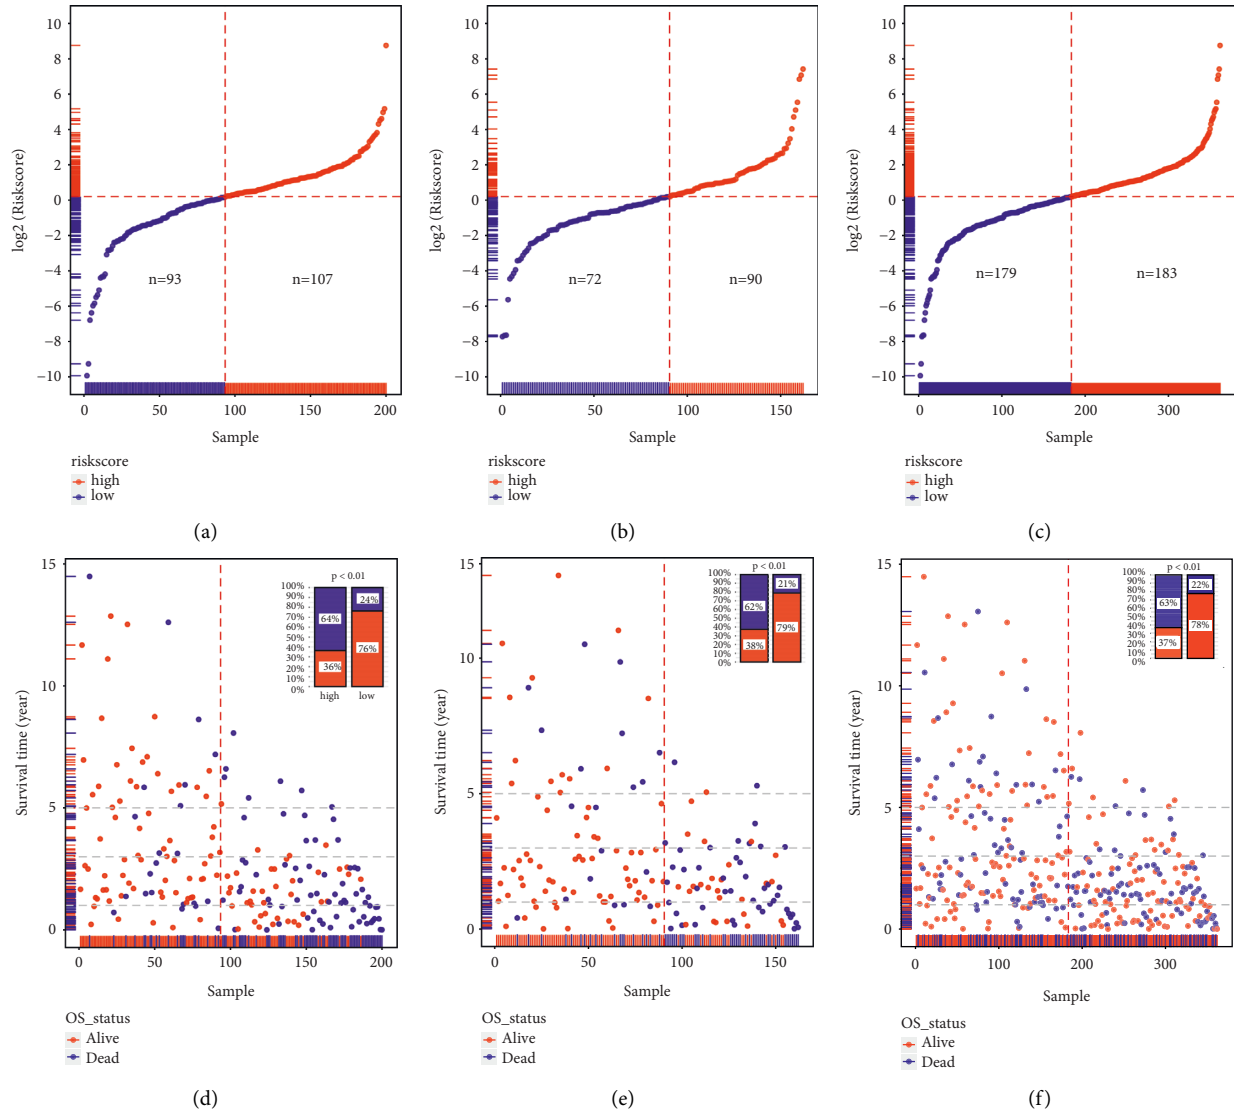 10
8
6
4
2
0
−2
−4
−6
−8
−10
log2 (Riskscore)
n=93
n=107
0
50
100
150
200
Sample
riskscore
high
low
(a)
10
8
6
4
2
0
−2
−4
−6
−8
−10
log2 (Riskscore)
n=72
n=90
0
50
100
150
Sample
riskscore
high
low
(b)
10
8
6
4
2
0
−2
−4
−6
−8
−10
log2 (Riskscore)
n=179
n=183
0
100
200
300
Sample
riskscore
high
low
(c)
15
10
5
0
Survival time (year)
p < 0.01
100%
90%
80%
70%
60%
50%
40%
30%
20%
10%
0%
64%
36%
24%
76%
high
low
0
50
100
150
200
Sample
OS_status
Alive
Dead
(d)
15
10
5
0
Survival time (year)
p < 0.01
100%
90%
80%
70%
60%
50%
40%
30%
20%
10%
0%
62%
38%
21%
79%
0
50
100
150
Sample
OS_status
Alive
Dead
(e)
15
10
5
0
Survival time (year)
p < 0.01
100%
90%
80%
70%
60%
50%
40%
30%
20%
10%
0%
63%
37%
22%
78%
0
100
200
300
Sample
OS_status
Alive
Dead
(f)